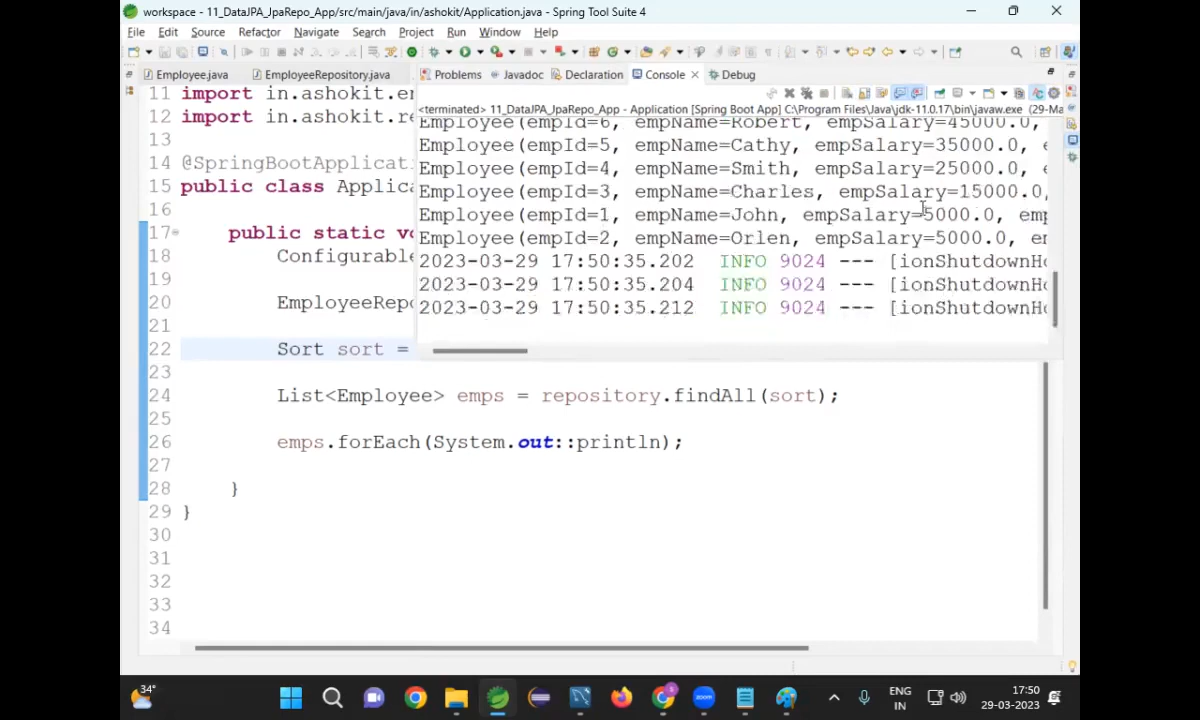 workspace - 11_DataJPA_JpaRepo_App/src/main/java/in/ashokit/Application.java - Spring Tool Suite 4
File Edit Source Refactor Navigate Search Project Run Window Help
Employee.java EmployeeRepository.java Problems Javadoc Declaration Console Debug
<terminated> 11_DataJPA_JpaRepo_App - Application [Spring Boot App] C:\Program Files\Java\jdk-11.0.17\bin\javaw.exe (29-Ma
Employee(empId=6, empName=Robert, empSalary=45000.0,
Employee(empId=5, empName=Cathy, empSalary=35000.0, e
Employee(empId=4, empName=Smith, empSalary=25000.0, e
Employee(empId=3, empName=Charles, empSalary=15000.0,
Employee(empId=1, empName=John, empSalary=5000.0, emp
Employee(empId=2, empName=Orlen, empSalary=5000.0, em
2023-03-29 17:50:35.202 INFO 9024 --- [ionShutdownHo
2023-03-29 17:50:35.204 INFO 9024 --- [ionShutdownHo
2023-03-29 17:50:35.212 INFO 9024 --- [ionShutdownHo
11 import in.ashokit.en
12 import in.ashokit.re
13
14 @SpringBootApplicati
15 public class Applica
16
17 public static vo
18 Configurabl
19
20 EmployeeRepo
21
22 Sort sort =
23
24 List<Employee> emps = repository.findAll(sort);
25
26 emps.forEach(System.out::println);
27
28 }
29 }
30
31
32
33
34
34°
zoom
ENG
IN
17:50
29-03-2023